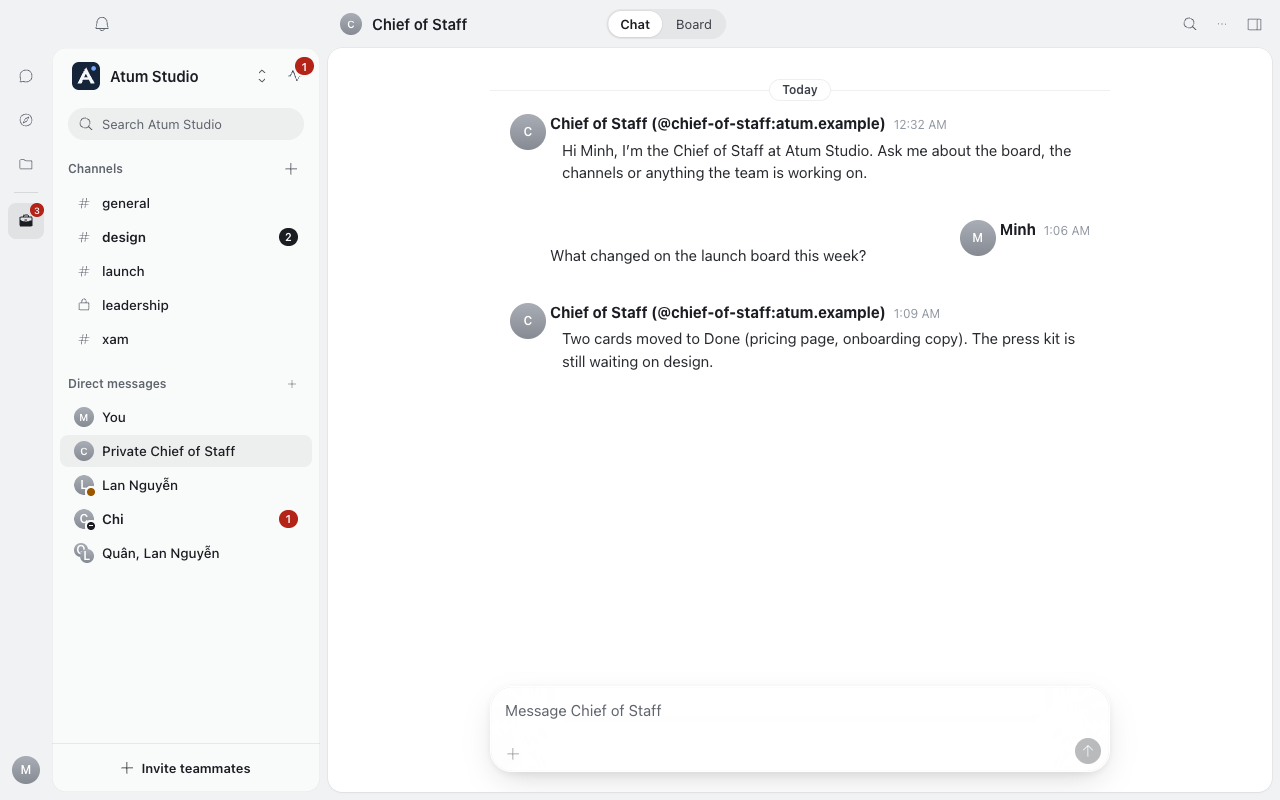 C
Chief of Staff
Chat
Board
Atum Studio
1
Search Atum Studio
Channels
general
design
2
launch
leadership
xam
3
Direct messages
M
You
C
Private Chief of Staff
L
Lan Nguyễn
C
Chi
1
Q
L
Quân, Lan Nguyễn
Invite teammates
M
Today
C
Chief of Staff (@chief-of-staff:atum.example)
12:32 AM
Hi Minh, I’m the Chief of Staff at Atum Studio. Ask me about the board, the
channels or anything the team is working on.
M
Minh
1:06 AM
What changed on the launch board this week?
C
Chief of Staff (@chief-of-staff:atum.example)
1:09 AM
Two cards moved to Done (pricing page, onboarding copy). The press kit is
still waiting on design.
Message Chief of Staff